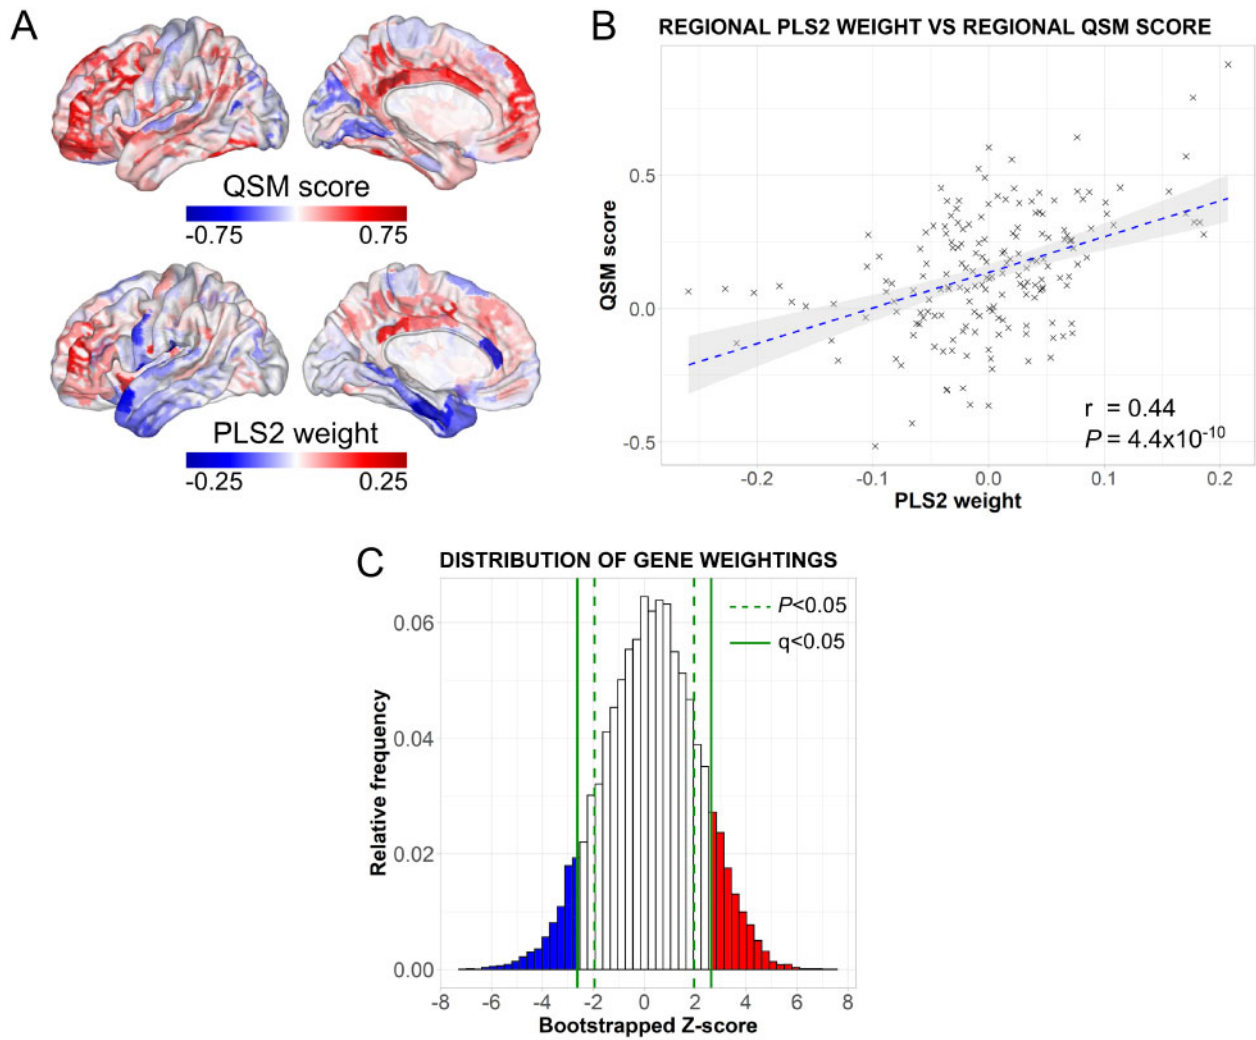 A
QSM score
-0.75 0.75
PLS2 weight
-0.25 0.25
B
REGIONAL PLS2 WEIGHT VS REGIONAL QSM SCORE
QSM score
0.5
0.0
-0.5
r = 0.44
P = 4.4x10⁻¹⁰
-0.2 -0.1 0.0 0.1 0.2
PLS2 weight
C
DISTRIBUTION OF GENE WEIGHTINGS
Relative frequency
0.06
0.04
0.02
0.00
P<0.05
q<0.05
-8 -6 -4 -2 0 2 4 6 8
Bootstrapped Z-score